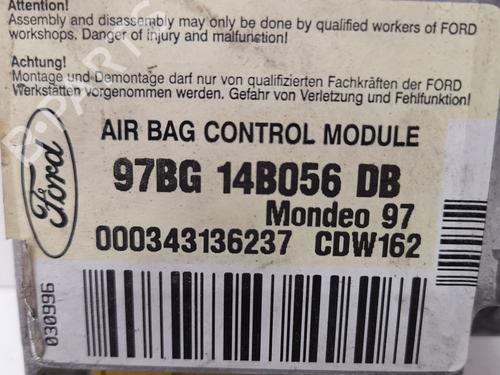 Attention!
Assembly and disassembly may only be done by qualified workers of FORD
workshops. Danger of injury and malfunction!
Achtung!
Montage und Demontage darf nur von qualifizierten Fachkräften der FORD
Werkstätten vorgenommen werden. Gefahr von Verletzung und Fehlfunktion!
AIR BAG CONTROL MODULE
97BG 14B056 DB
Mondeo 97
000343136237 CDW162
Ford
030996
B-PARTS